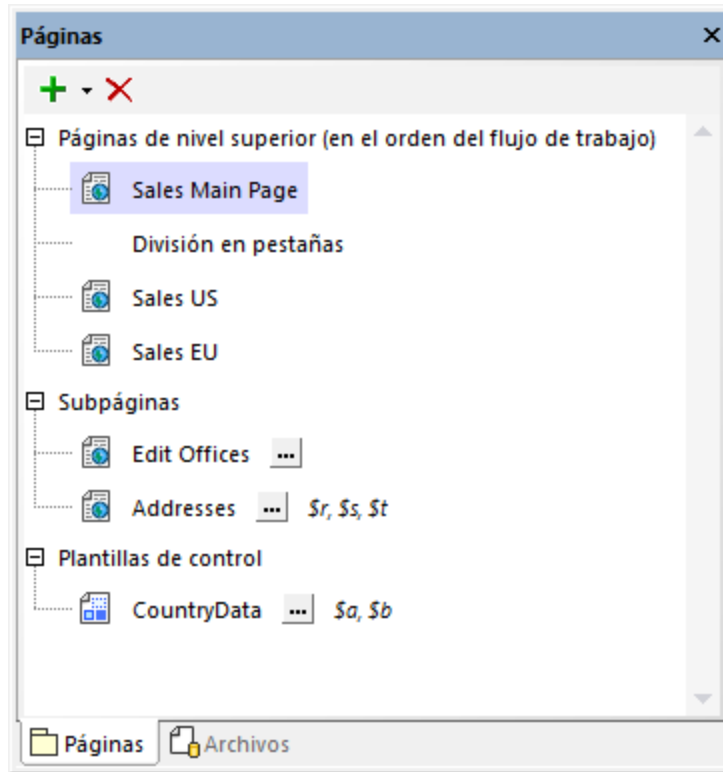 Páginas
Páginas de nivel superior (en el orden del flujo de trabajo)
Sales Main Page
División en pestañas
Sales US
Sales EU
Subpáginas
Edit Offices ...
Addresses ... $r, $s, $t
Plantillas de control
CountryData ... $a, $b
Páginas Archivos